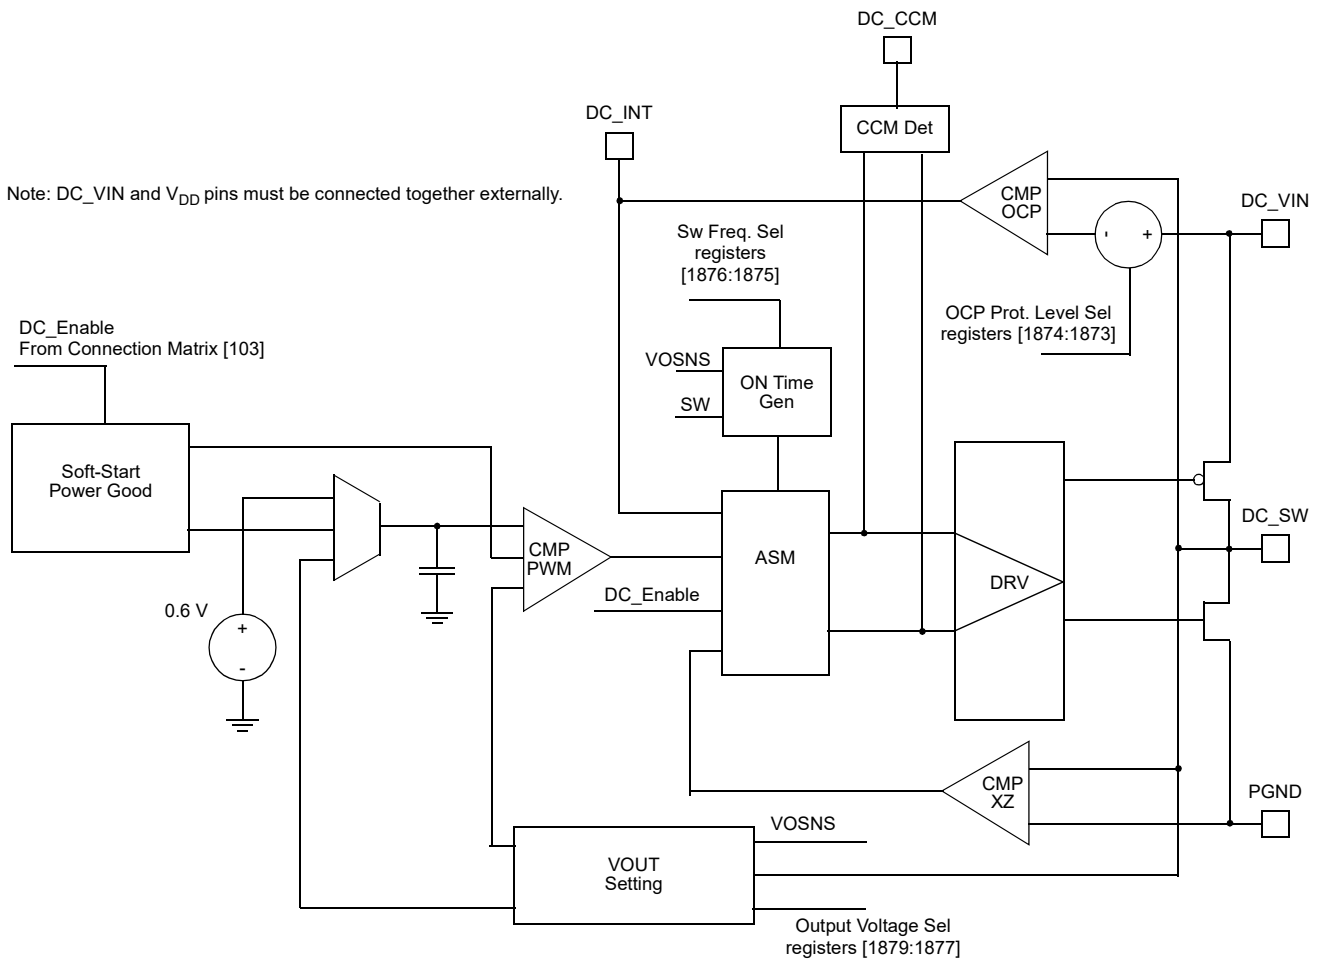 DC_CCM
DC_INT
CCM Det
Note: DC_VIN and VDD pins must be connected together externally.
CMP
OCP
DC_VIN
- +
Sw Freq. Sel
registers
[1876:1875]
OCP Prot. Level Sel
registers [1874:1873]
DC_Enable
From Connection Matrix [103]
VOSNS
SW
ON Time
Gen
Soft-Start
Power Good
DC_SW
CMP
PWM
ASM
DRV
DC_Enable
0.6 V
+
-
CMP
XZ
PGND
VOSNS
VOUT
Setting
Output Voltage Sel
registers [1879:1877]